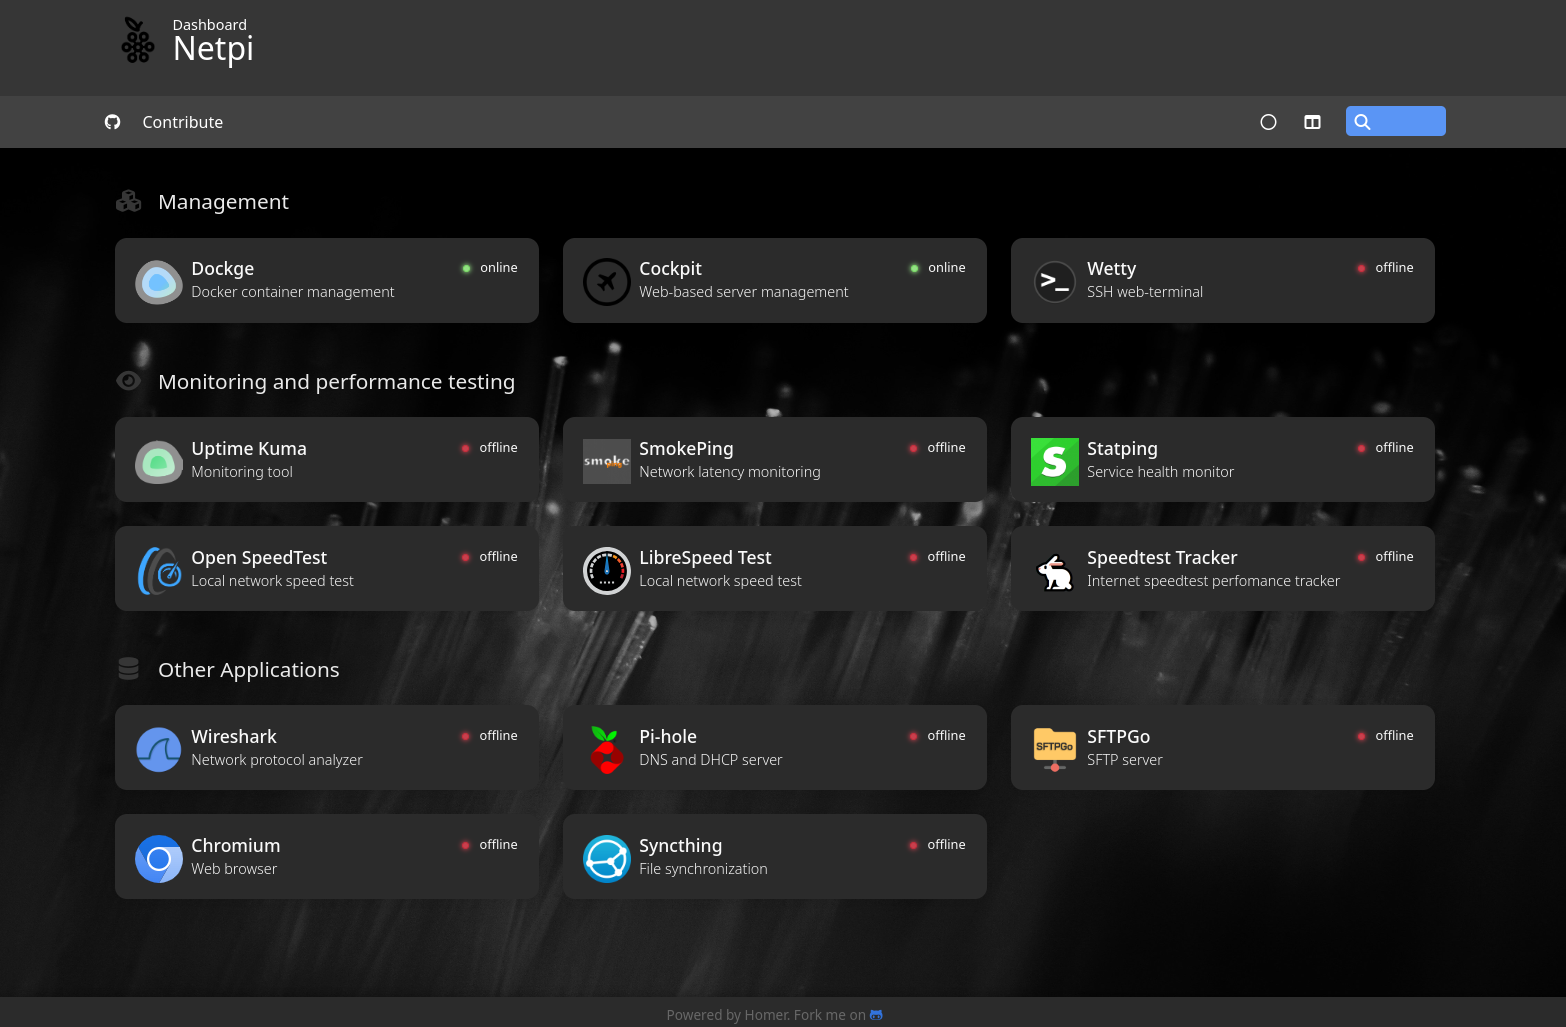 Dashboard
Netpi
Contribute
Management
Dockge
online
Docker container management
Cockpit
online
Web-based server management
Wetty
offline
SSH web-terminal
Monitoring and performance testing
Uptime Kuma
offline
Monitoring tool
smoke
SmokePing
offline
Network latency monitoring
S
Statping
offline
Service health monitor
Open SpeedTest
offline
Local network speed test
LibreSpeed Test
offline
Local network speed test
Speedtest Tracker
offline
Internet speedtest perfomance tracker
Other Applications
Wireshark
offline
Network protocol analyzer
Pi-hole
offline
DNS and DHCP server
SFTPGo
SFTPGo
offline
SFTP server
Chromium
offline
Web browser
Syncthing
offline
File synchronization
Powered by Homer. Fork me on